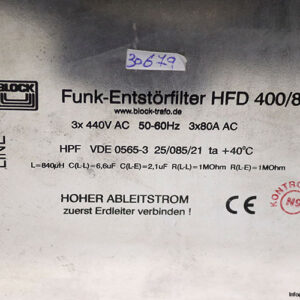 30679
BLOCK
Funk-Entstörfilter HFD 400/8
www.block-trafo.de
3x 440V AC 50-60Hz 3x80A AC
HPF VDE 0565-3 25/085/21 ta +40°C
L=840µH C(L-L)=6,6uF C(L-E)=2,1uF R(L-L)=1MOhm R(L-E)=1MOhm
LINE
HOHER ABLEITSTROM
zuerst Erdleiter verbinden !
CE
KONTRO